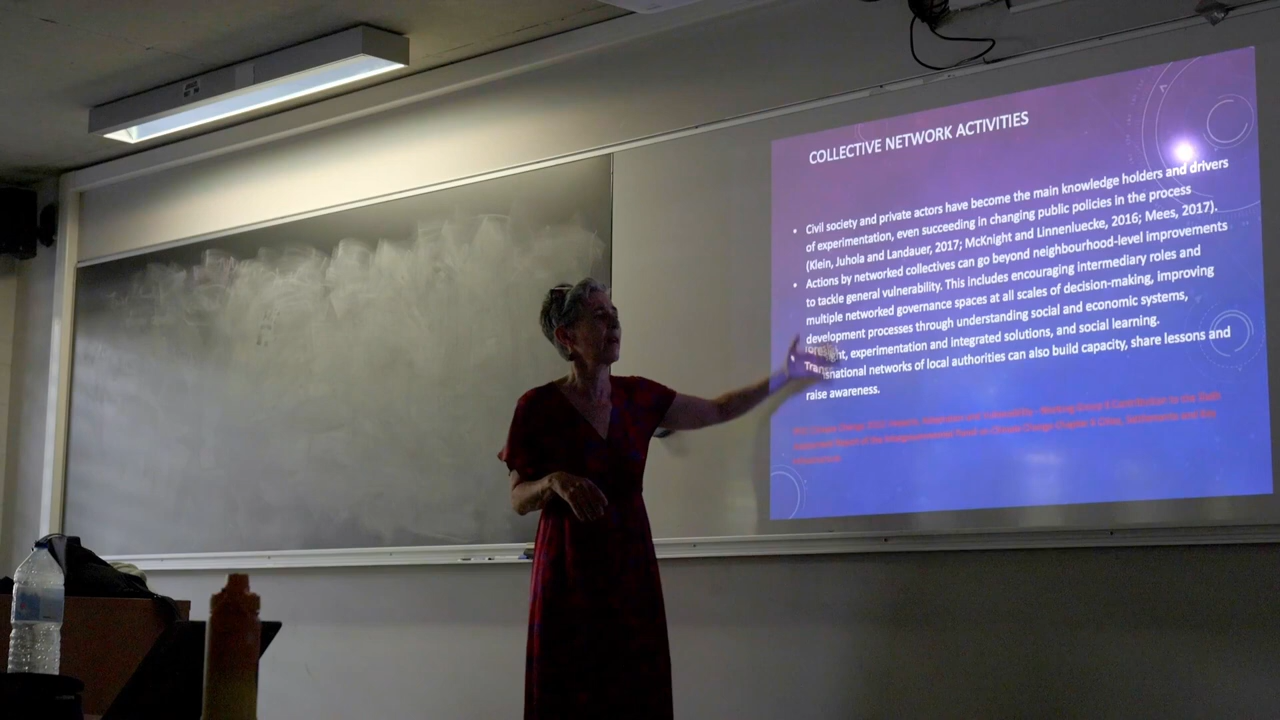 COLLECTIVE NETWORK ACTIVITIES
• Civil society and private actors have become the main knowledge holders and drivers
of experimentation, even succeeding in changing public policies in the process
(Klein, Juhola and Landauer, 2017; McKnight and Linnenluecke, 2016; Mees, 2017).
• Actions by networked collectives can go beyond neighbourhood-level improvements
to tackle general vulnerability. This includes encouraging intermediary roles and
multiple networked governance spaces at all scales of decision-making, improving
development processes through understanding social and economic systems,
experimentation and integrated solutions, and social learning.
Transnational networks of local authorities can also build capacity, share lessons and
raise awareness.